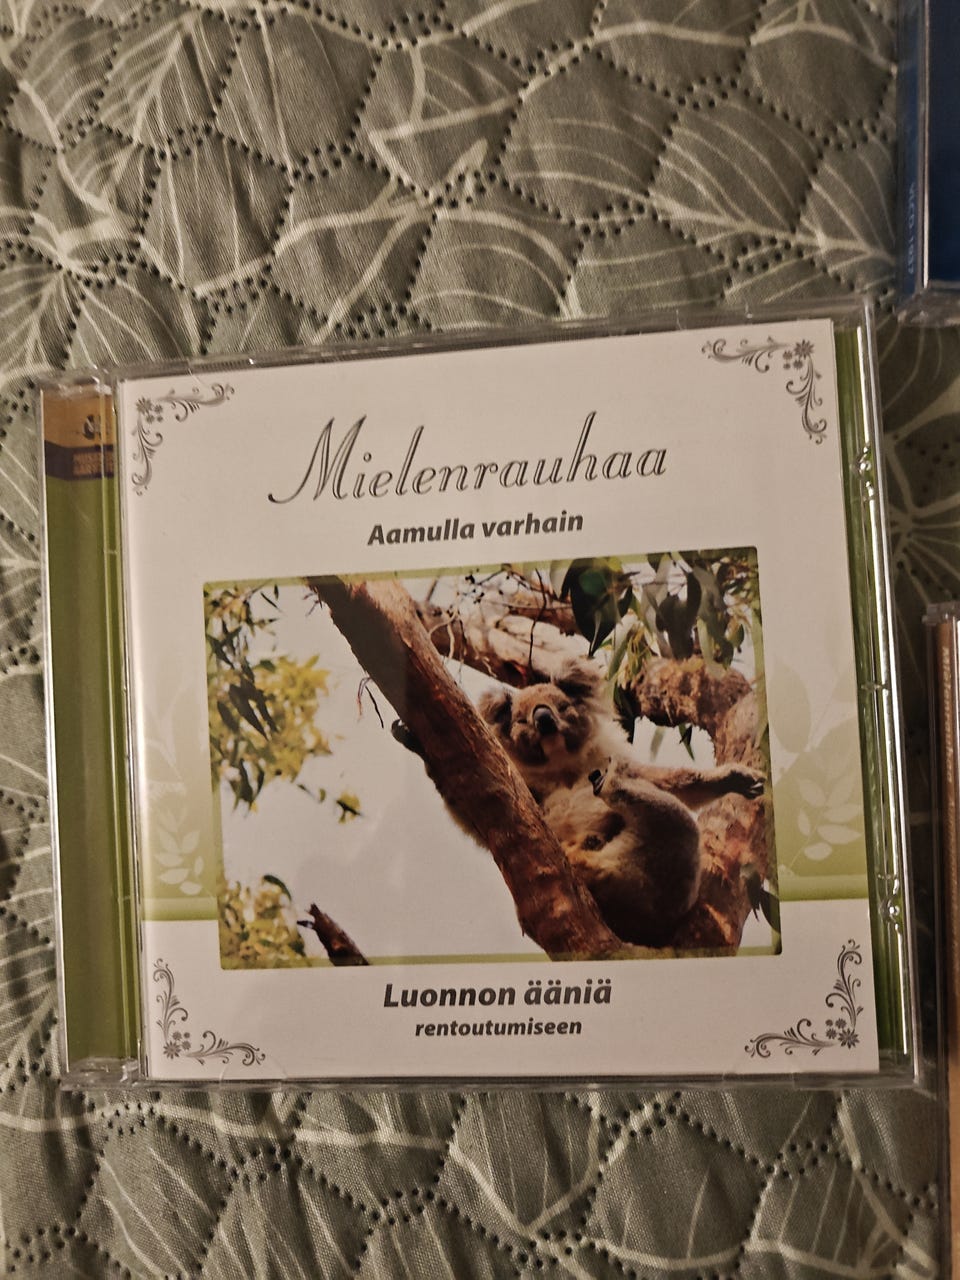 Mielenrauhaa
Aamulla varhain
Luonnon ääniä
rentoutumiseen